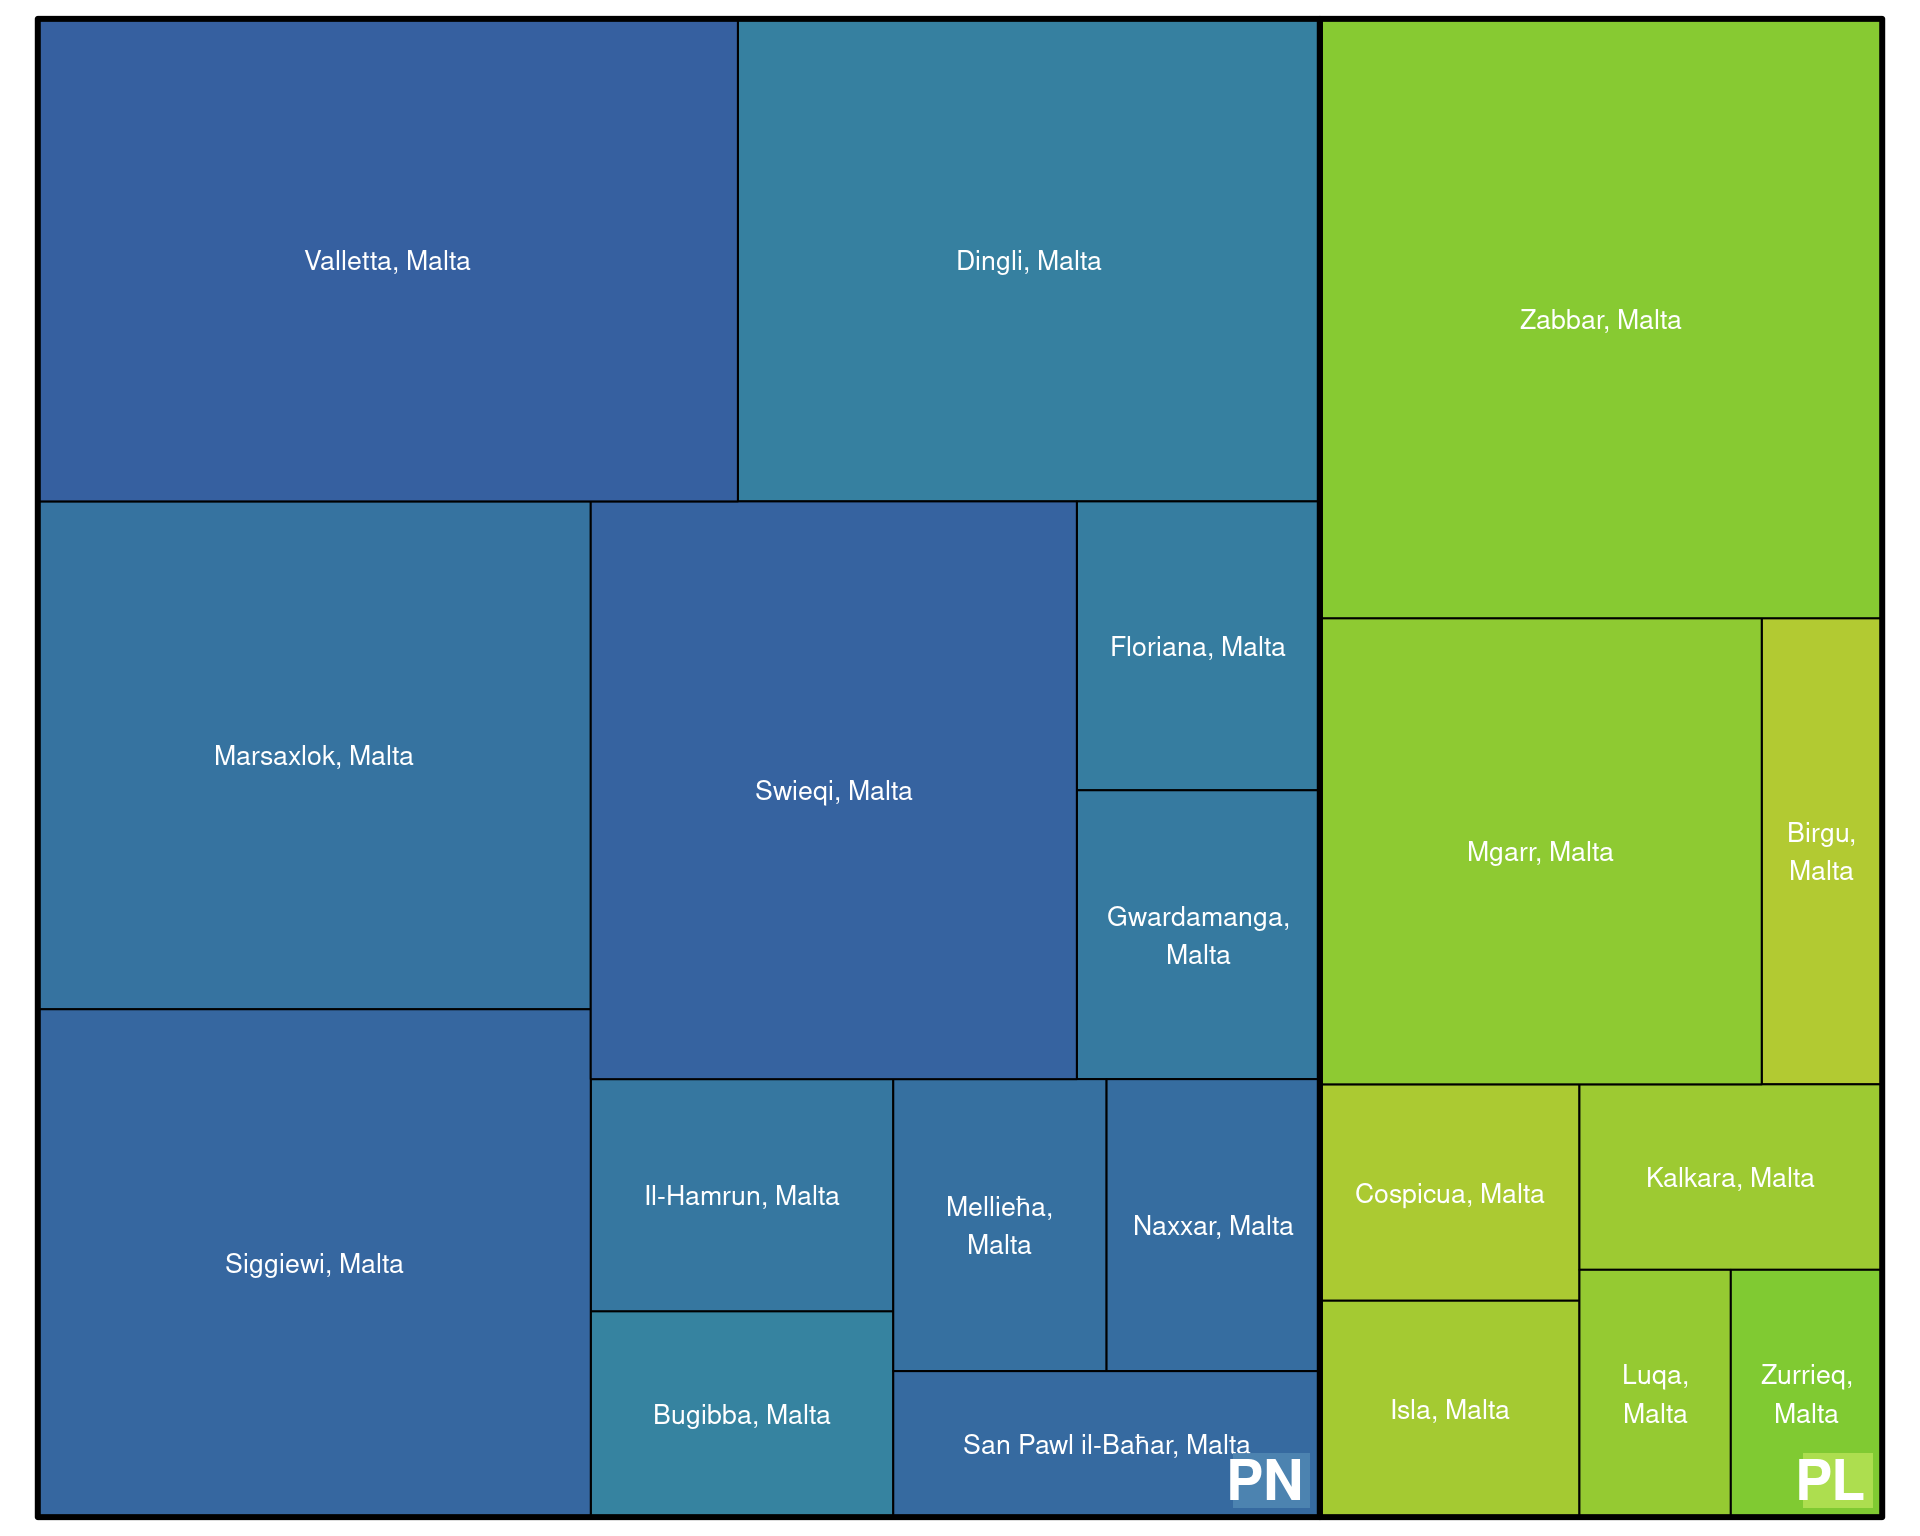 Valletta, Malta
Dingli, Malta
Zabbar, Malta
Marsaxlok, Malta
Swieqi, Malta
Floriana, Malta
Gwardamanga,
Malta
Mgarr, Malta
Birgu,
Malta
Siggiewi, Malta
Il-Hamrun, Malta
Mellieħa,
Malta
Naxxar, Malta
Bugibba, Malta
San Pawl il-Baħar, Malta
PN
Cospicua, Malta
Kalkara, Malta
Isla, Malta
Luqa,
Malta
Zurrieq,
Malta
PL